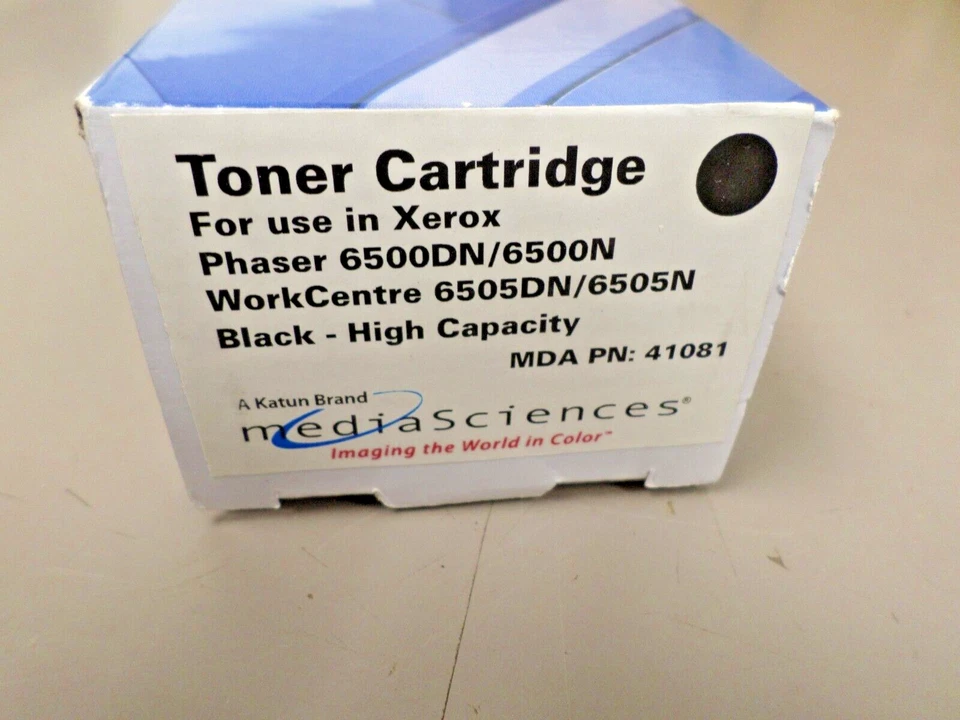 Toner Cartridge
For use in Xerox
Phaser 6500DN/6500N
WorkCentre 6505DN/6505N
Black - High Capacity
MDA PN: 41081
A Katun Brand
mediaSciences®
Imaging the World in Color™